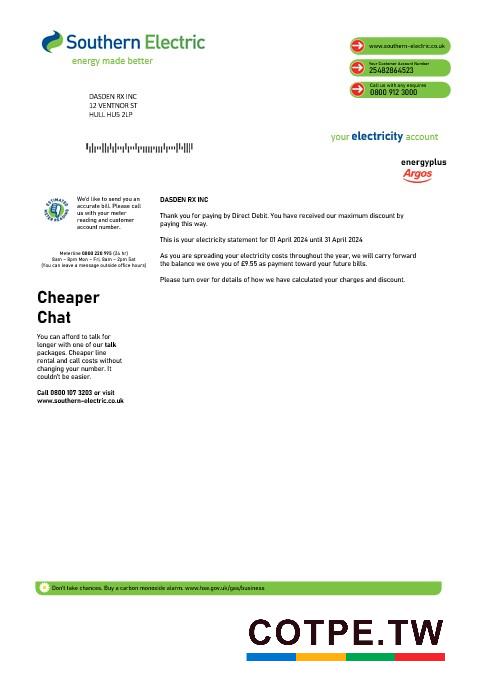 Southern Electric
energy made better
www.southern-electric.co.uk
Your Customer Account Number
25482864523
Call us with any enquires
0800 912 3000
DASDEN RX INC
12 VENTNOR ST
HULL HU5 2LP
your electricity account
energyplus
Argos
ESTIMATED
METER READING
We'd like to send you an
accurate bill. Please call
us with your meter
reading and customer
account number.
Meterline 0800 220 995 (24 hr)
8am - 8pm Mon - Fri, 8am - 2pm Sat
(You can leave a message outside office hours)
DASDEN RX INC
Thank you for paying by Direct Debit. You have received our maximum discount by
paying this way.
This is your electricity statement for 01 April 2024 until 31 April 2024
As you are spreading your electricity costs throughout the year, we will carry forward
the balance we owe you of £9.55 as payment toward your future bills.
Please turn over for details of how we have calculated your charges and discount.
Cheaper
Chat
You can afford to talk for
longer with one of our talk
packages. Cheaper line
rental and call costs without
changing your number. It
couldn't be easier.
Call 0800 107 3203 or visit
www.southern-electric.co.uk
Don't take chances. Buy a carbon monoxide alarm. www.hse.gov.uk/gas/business
COTPE.TW